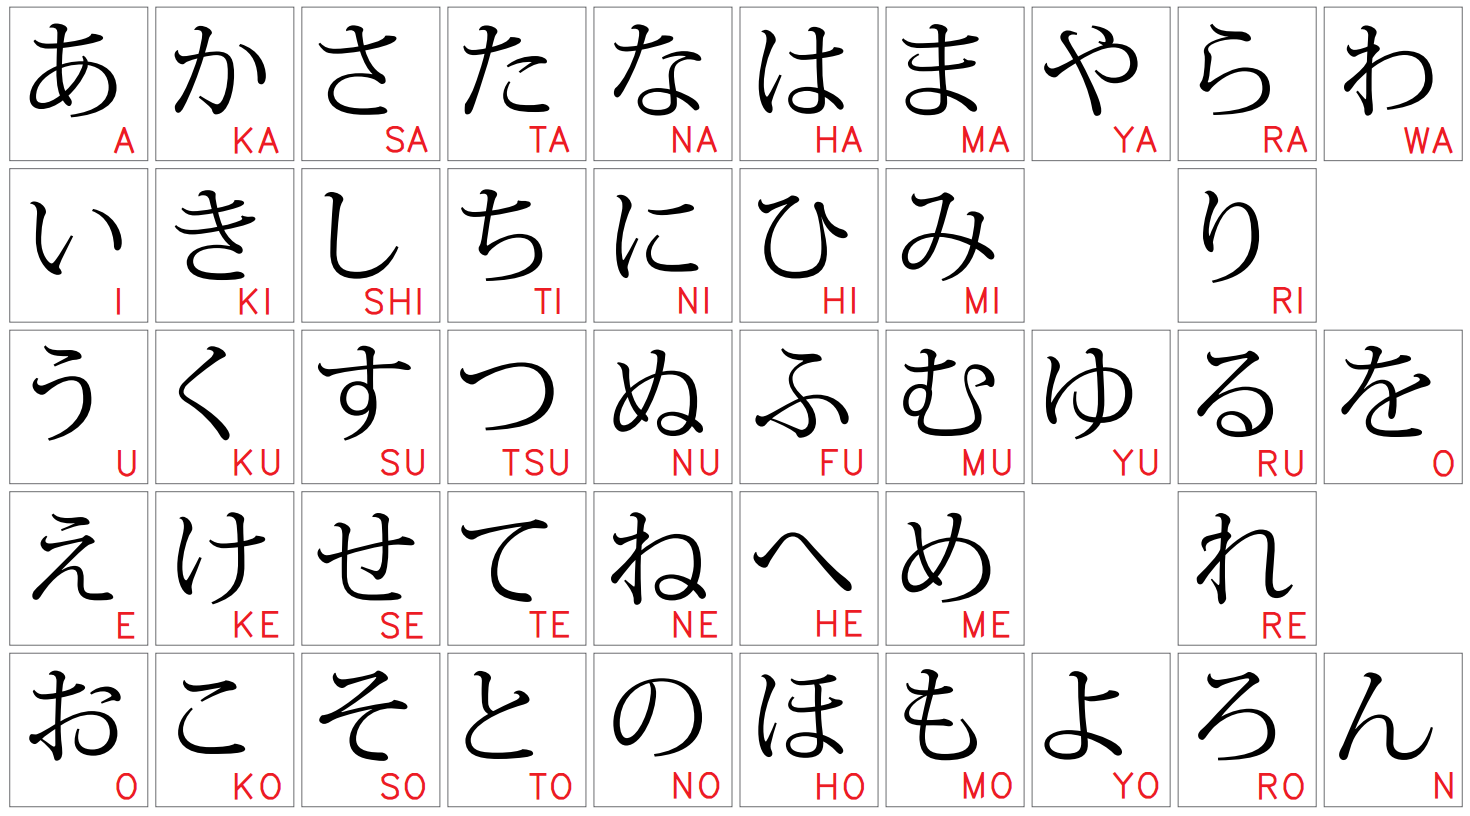 あ か さ た な は ま や ら わ
A KA SA TA NA HA MA YA RA WA
い き し ち に ひ み り
I KI SHI TI NI HI MI RI
う く す つ ぬ ふ む ゆ る を
U KU SU TSU NU FU MU YU RU O
え け せ て ね へ め れ
E KE SE TE NE HE ME RE
お こ そ と の ほ も よ ろ ん
O KO SO TO NO HO MO YO RO N